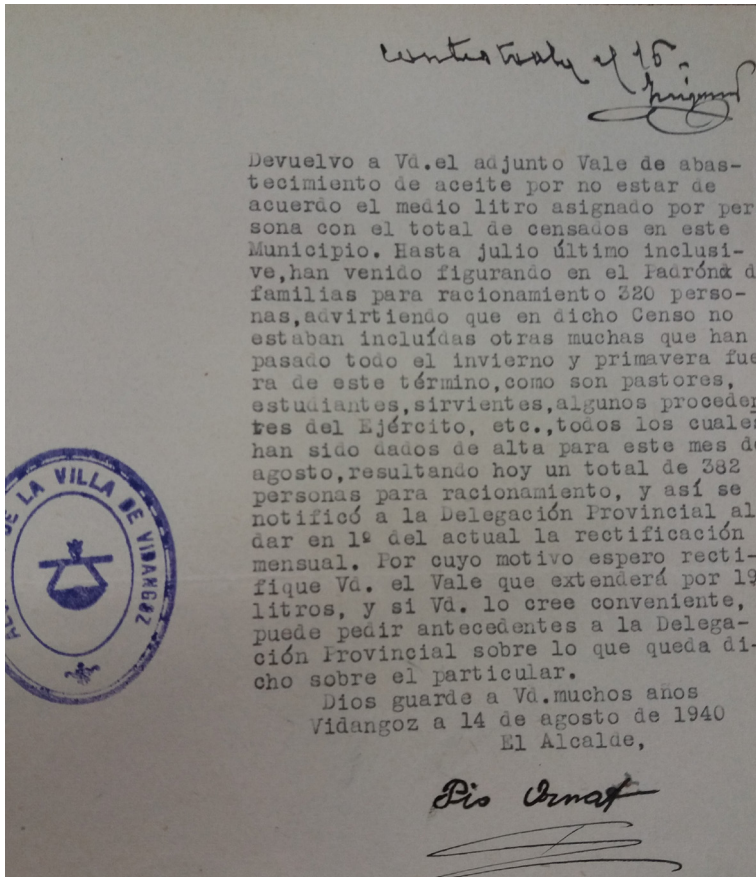 contestada el 15.
Devuelvo a Vd.el adjunto Vale de abas-
tecimiento de aceite por no estar de
acuerdo el medio litro asignado por per
sona con el total de censados en este
Municipio. Hasta julio último inclusi-
ve,han venido figurando en el Padróna d
familias para racionamiento 320 perso-
nas,advirtiendo que en dicho Censo no
estaban incluídas otras muchas que han
pasado todo el invierno y primavera fue
ra de este término,como son pastores,
estudiantes,sirvientes,algunos proceden
tes del Ejército, etc.,todos los cuales
han sido dados de alta para este mes de
agosto,resultando hoy un total de 382
personas para racionamiento, y así se
notificó a la Delegación Provincial al
dar en 1º del actual la rectificación
mensual. Por cuyo motivo espero recti-
fique Vd. el Vale que extenderá por 19
litros, y si Vd. lo cree conveniente,
puede pedir antecedentes a la Delega-
ción Provincial sobre lo que queda di-
cho sobre el particular.
Dios guarde a Vd.muchos años
Vidangoz a 14 de agosto de 1940
El Alcalde,
Pio Ornat
DE LA VILLA DE VIDANGOZ